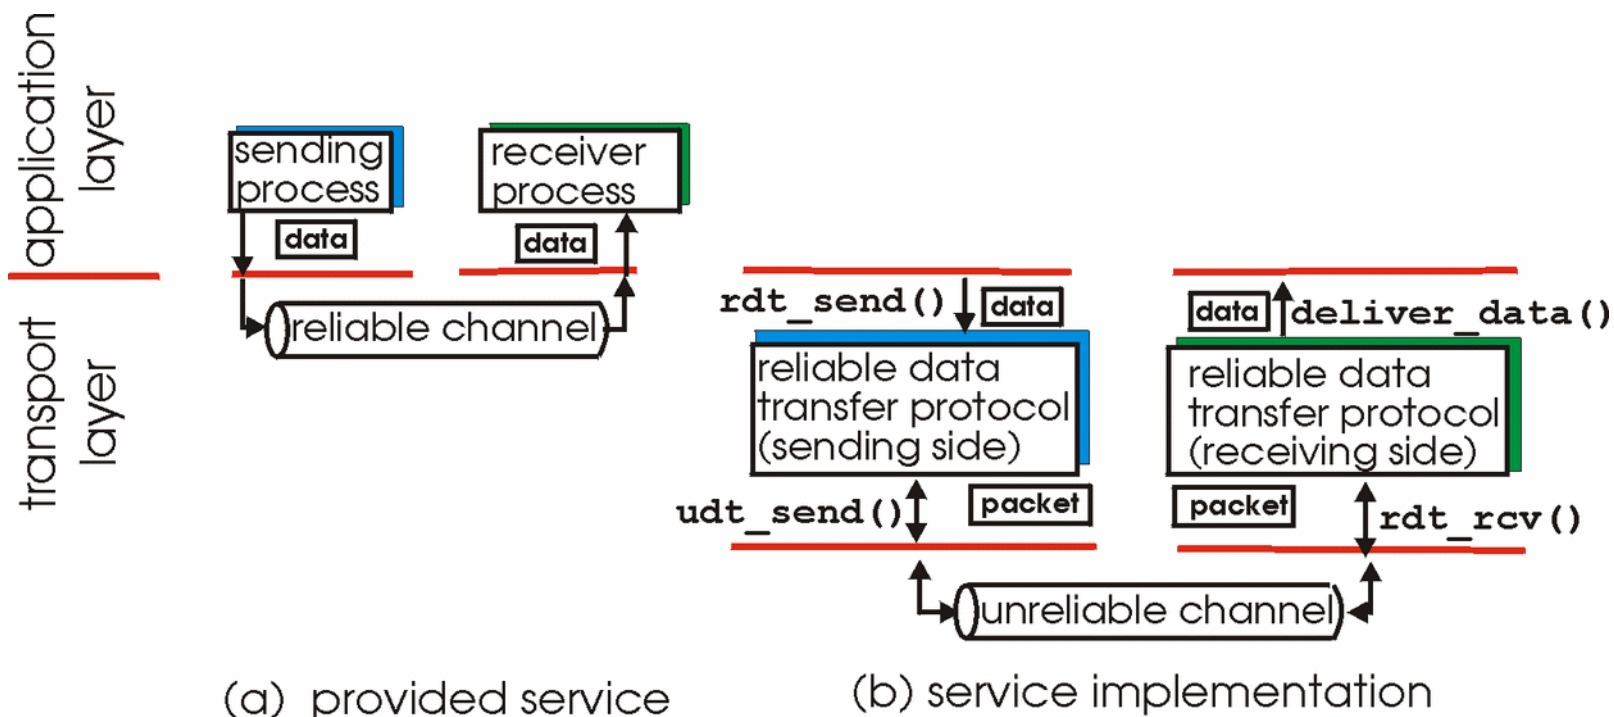 application
layer
transport
layer
sending
process
data
receiver
process
data
reliable channel
(a) provided service
rdt_send()
data
reliable data
transfer protocol
(sending side)
udt_send()
packet
data
deliver_data()
reliable data
transfer protocol
(receiving side)
packet
rdt_rcv()
unreliable channel
(b) service implementation